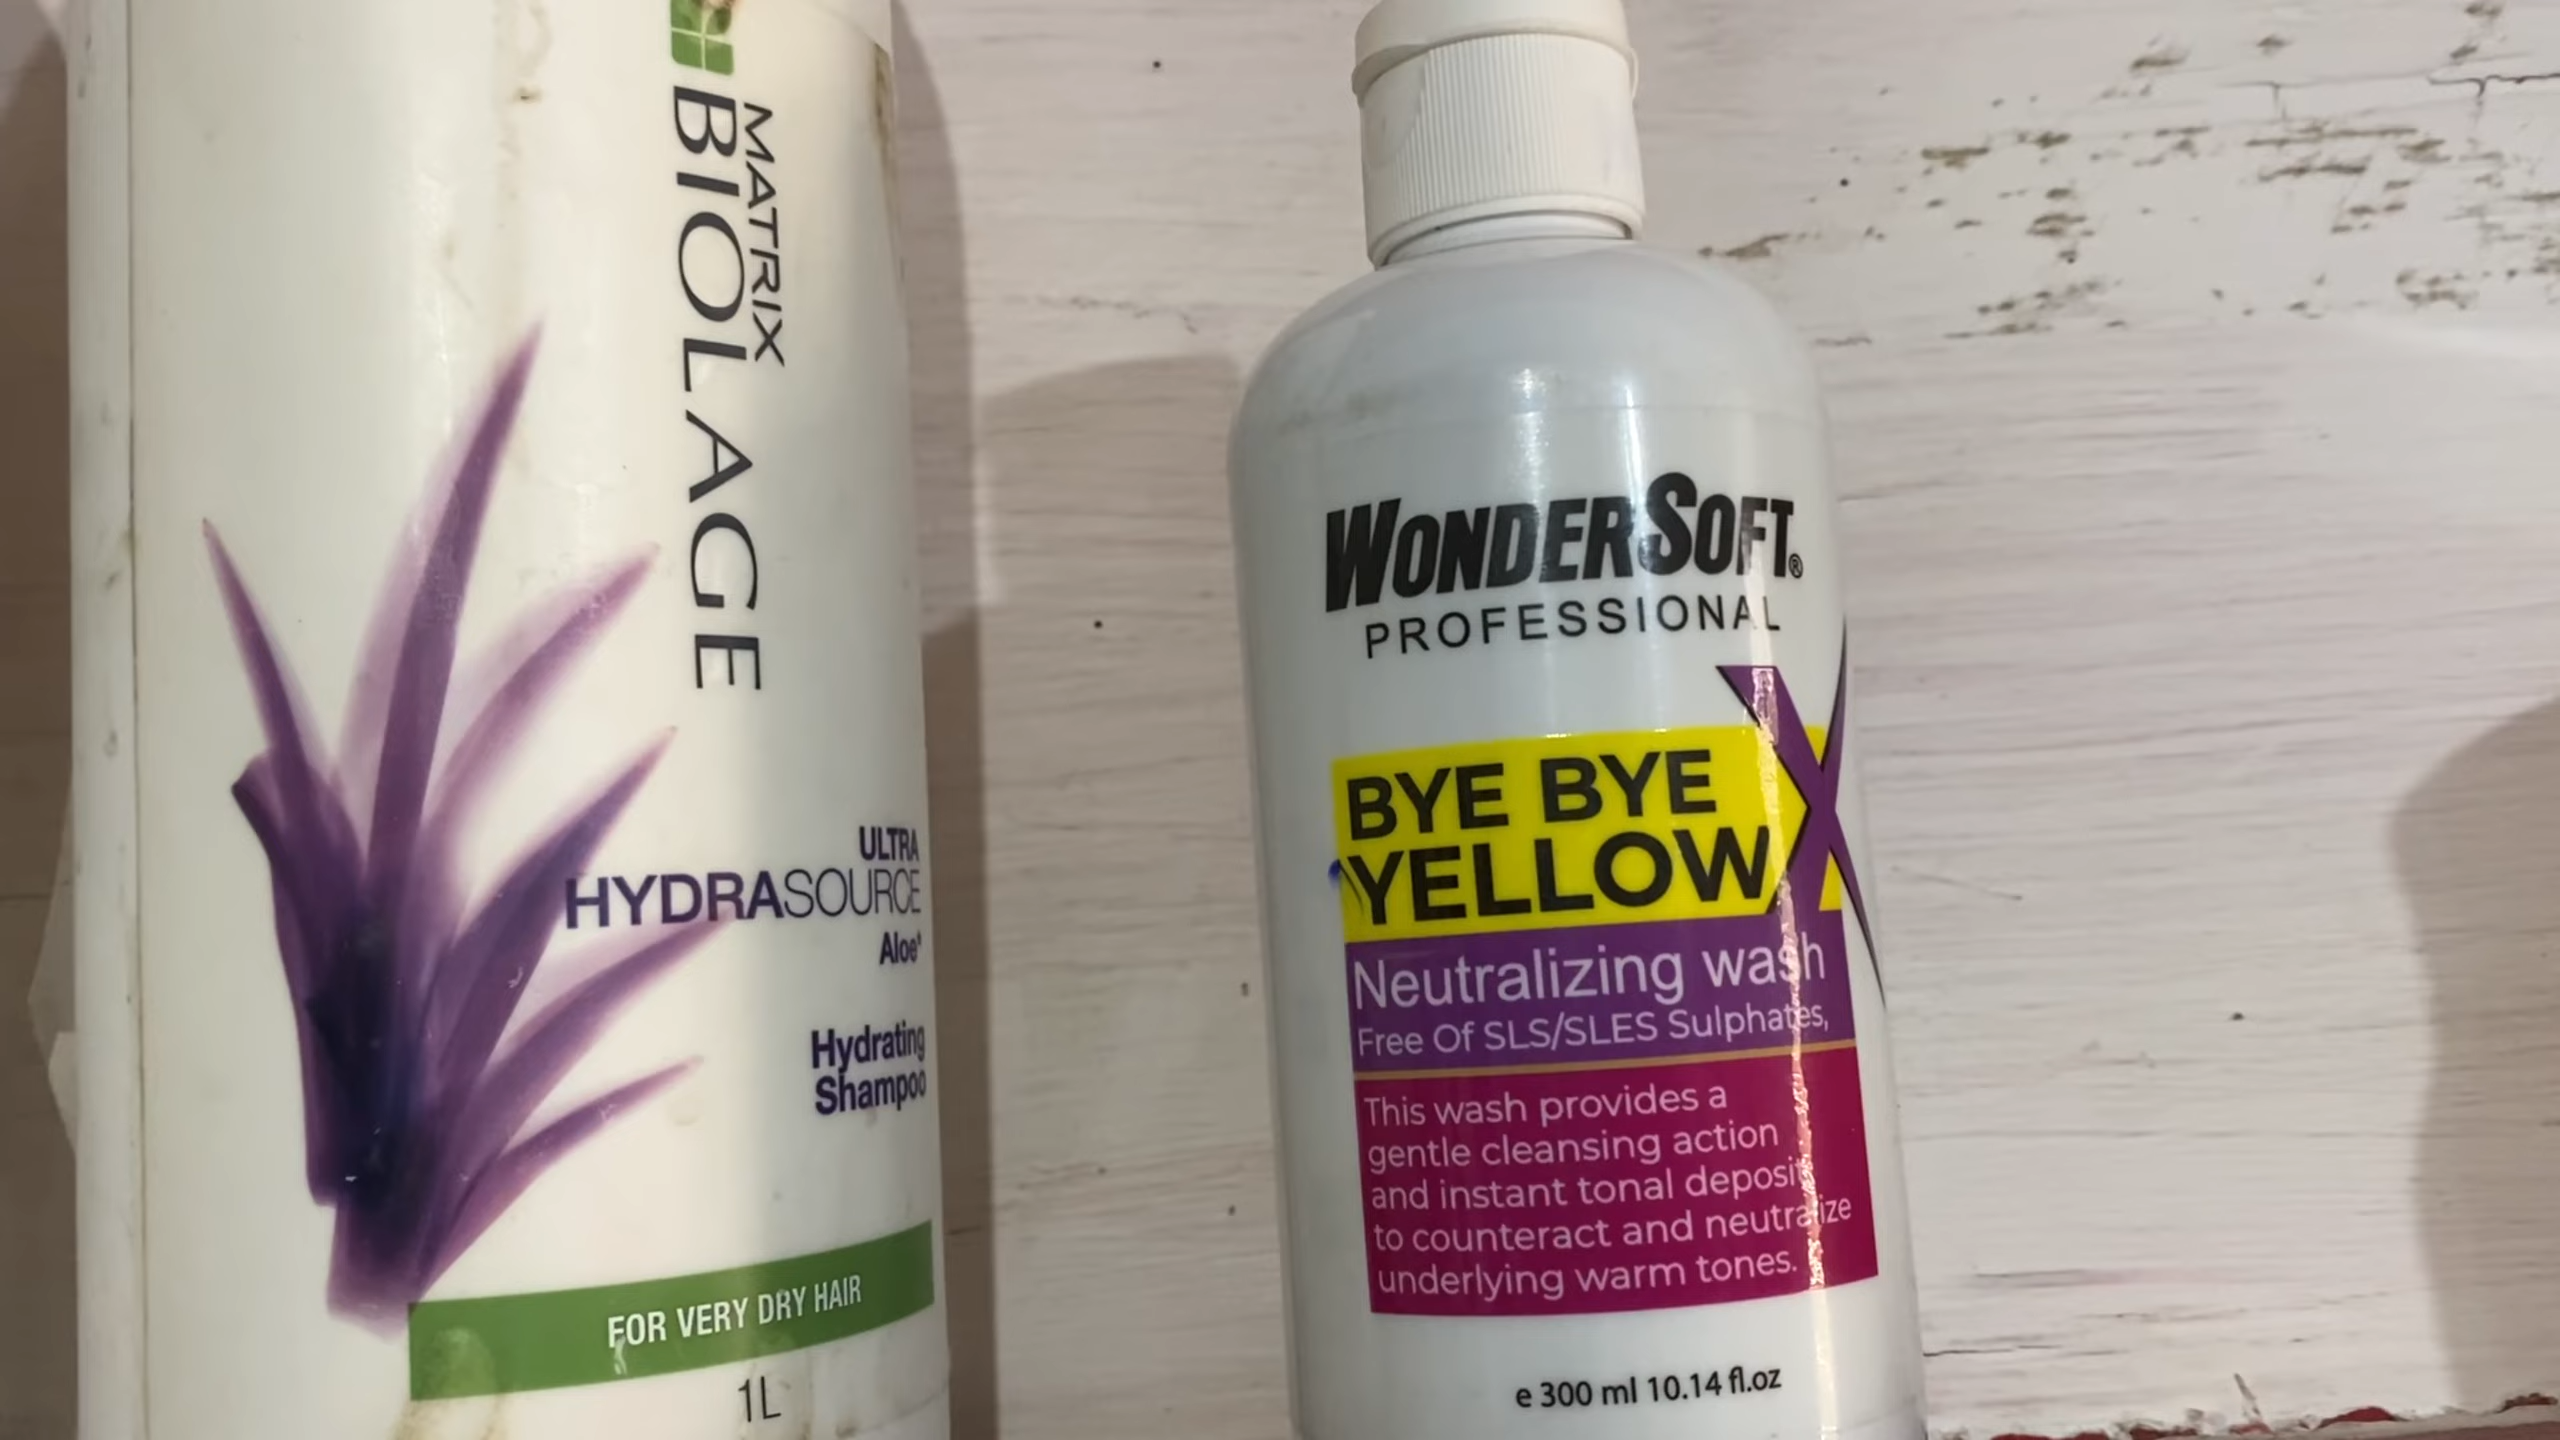 MATRIX
BIOLAGE
ULTRA
HYDRASOURCE
Aloe*
Hydrating
Shampoo
FOR VERY DRY HAIR
1L
WONDERSOFT®
PROFESSIONAL
BYE BYE
YELLOW X
Neutralizing wash
Free Of SLS/SLES Sulphates,
This wash provides a
gentle cleansing action
and instant tonal deposit
to counteract and neutralize
underlying warm tones.
e 300 ml 10.14 fl.oz